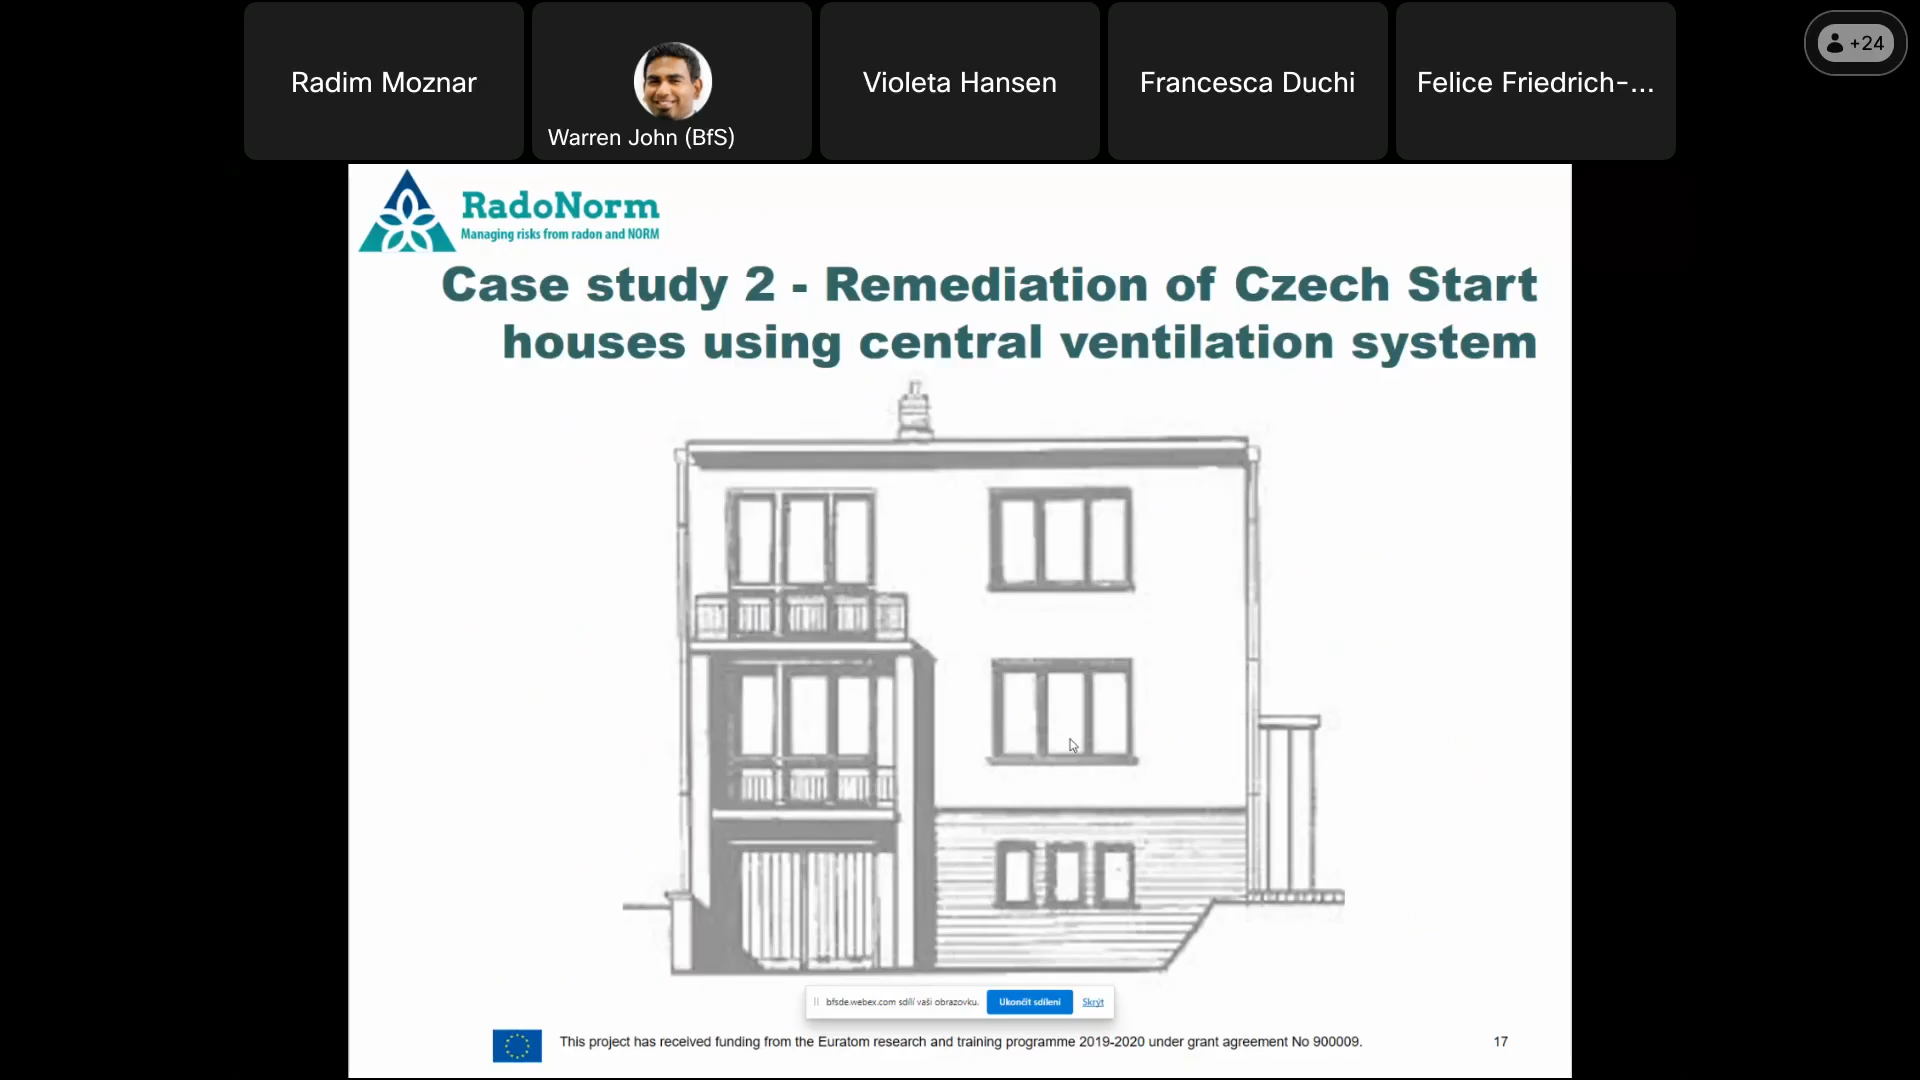 Radim Moznar
Warren John (BfS)
Violeta Hansen
Francesca Duchi
Felice Friedrich-...
+24
RadoNorm
Managing risks from radon and NORM
Case study 2 - Remediation of Czech Start
houses using central ventilation system
bfsde.webex.com sdílí vaši obrazovku.
Ukončit sdílení
Skrýt
This project has received funding from the Euratom research and training programme 2019-2020 under grant agreement No 900009.
17